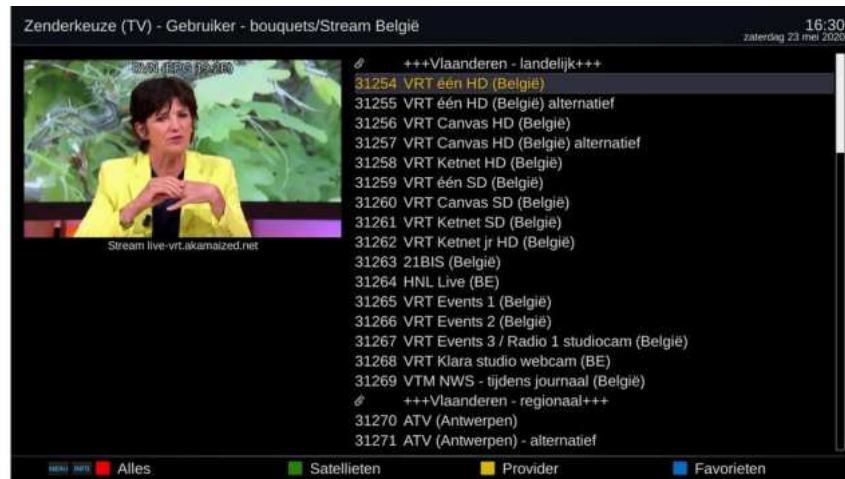 Zenderkeuze (TV) - Gebruiker - bouquets/Stream België
16:30
zaterdag 23 mei 2020
Stream live-vrt.akamaized.net
+++Vlaanderen - landelijk+++
31254 VRT één HD (België)
31255 VRT één HD (België) alternatief
31256 VRT Canvas HD (België)
31257 VRT Canvas HD (België) alternatief
31258 VRT Ketnet HD (België)
31259 VRT één SD (België)
31260 VRT Canvas SD (België)
31261 VRT Ketnet SD (België)
31262 VRT Ketnet jr HD (België)
31263 21BIS (België)
31264 HNL Live (BE)
31265 VRT Events 1 (België)
31266 VRT Events 2 (België)
31267 VRT Events 3 / Radio 1 studiocam (België)
31268 VRT Klara studio webcam (BE)
31269 VTM NWS - tijdens journaal (België)
+++Vlaanderen - regionaal+++
31270 ATV (Antwerpen)
31271 ATV (Antwerpen) - alternatief
MENU INFO Alles Satellieten Provider Favorieten